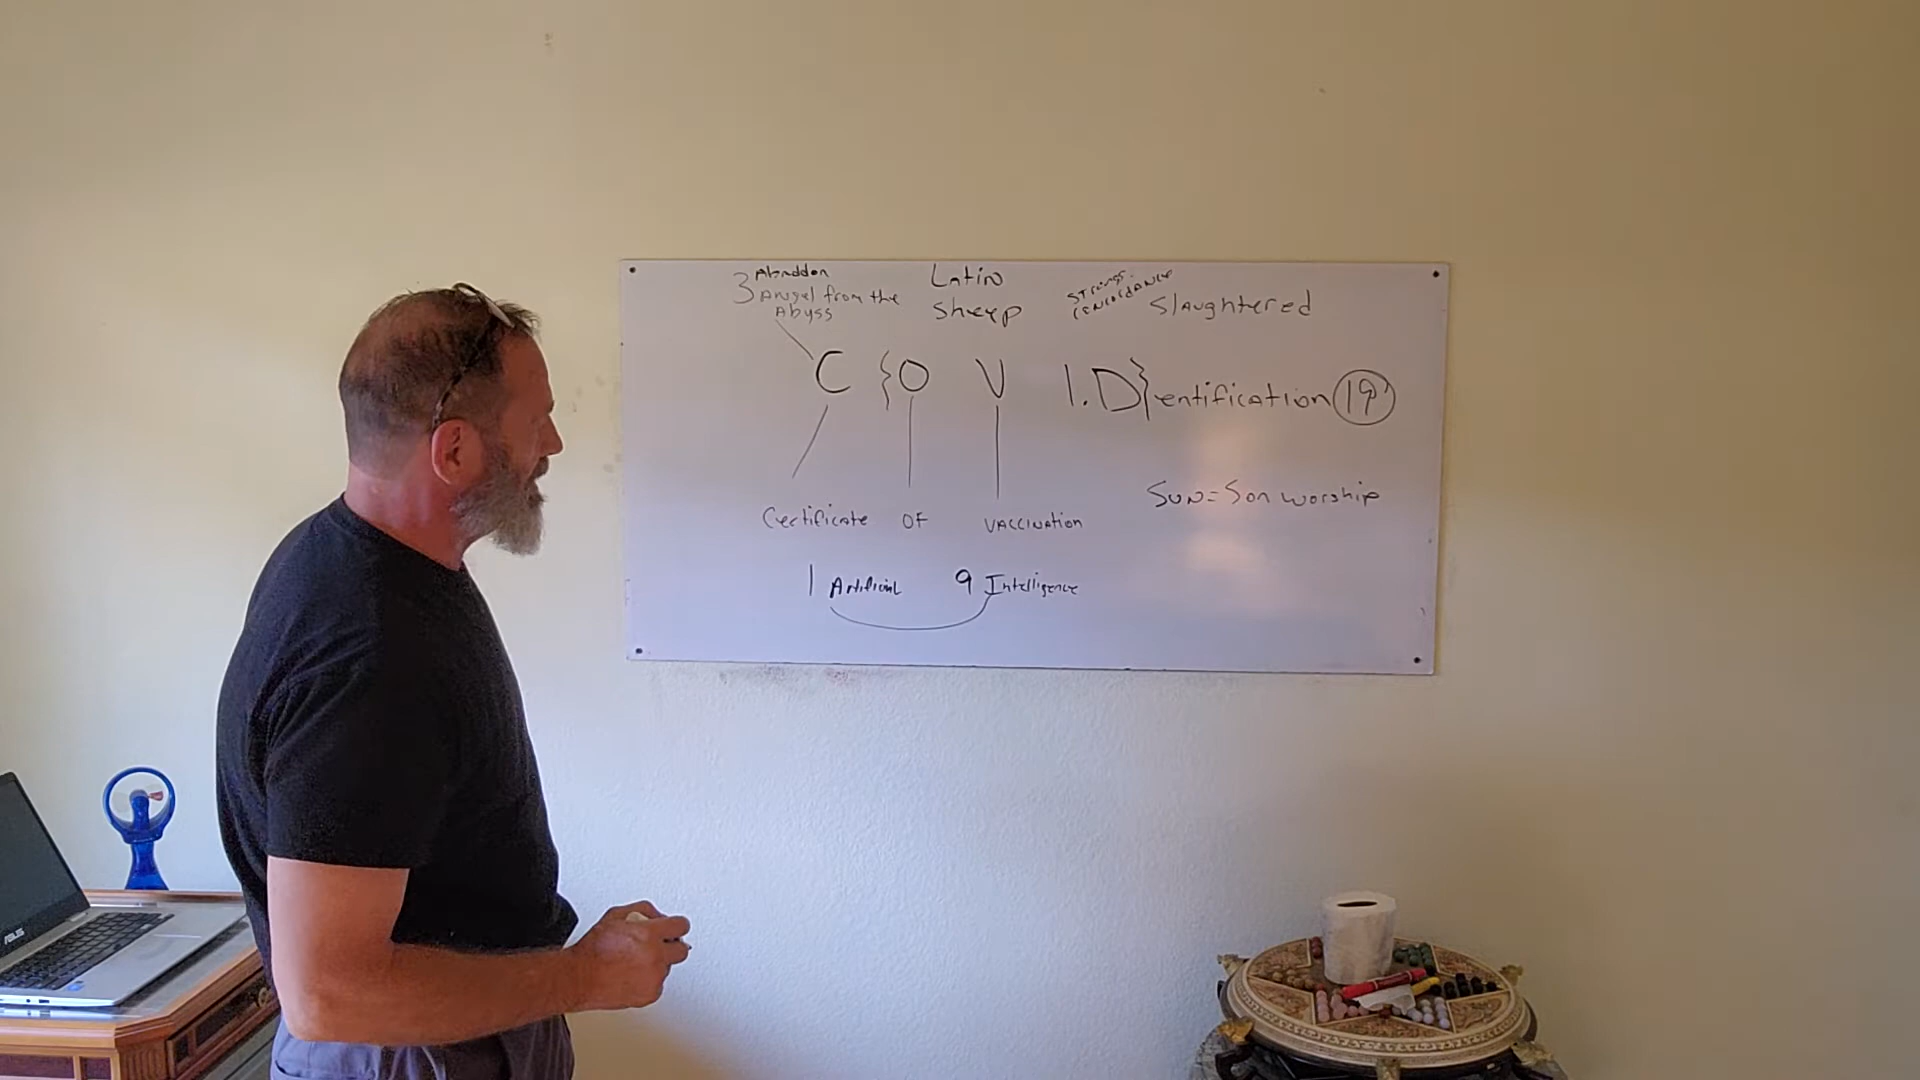 3 Abaddon
Angel from the
Abyss
Latin
Sheep
Strongs
Concordance
Slaughtered
C { O V I.D } entification 19
Certificate OF VACCINATION
SUN=Son worship
1 Artificial 9 Intelligence
ASUS